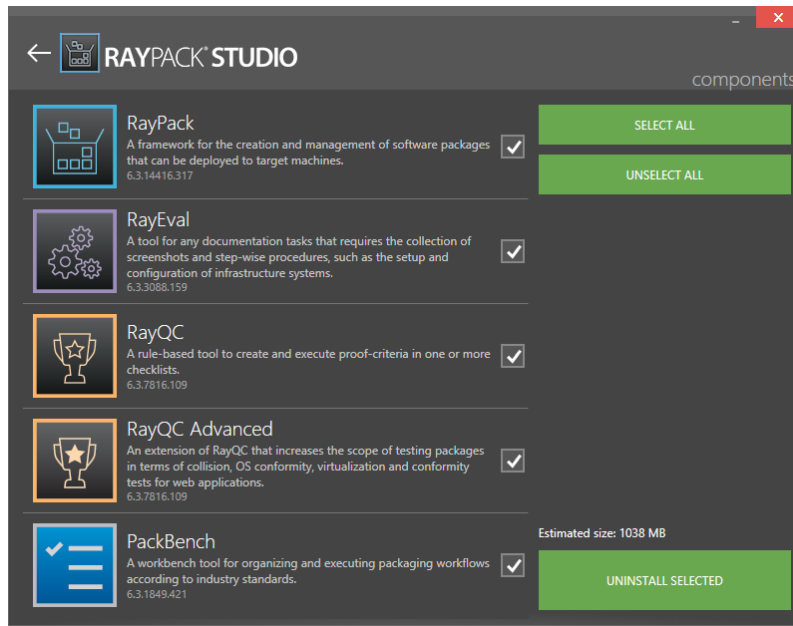 RAYPACK® STUDIO
components
RayPack
A framework for the creation and management of software packages
that can be deployed to target machines.
6.3.14416.317
RayEval
A tool for any documentation tasks that requires the collection of
screenshots and step-wise procedures, such as the setup and
configuration of infrastructure systems.
6.3.3088.159
RayQC
A rule-based tool to create and execute proof-criteria in one or more
checklists.
6.3.7816.109
RayQC Advanced
An extension of RayQC that increases the scope of testing packages
in terms of collision, OS conformity, virtualization and conformity
tests for web applications.
6.3.7816.109
PackBench
A workbench tool for organizing and executing packaging workflows
according to industry standards.
6.3.1849.421
SELECT ALL
UNSELECT ALL
Estimated size: 1038 MB
UNINSTALL SELECTED